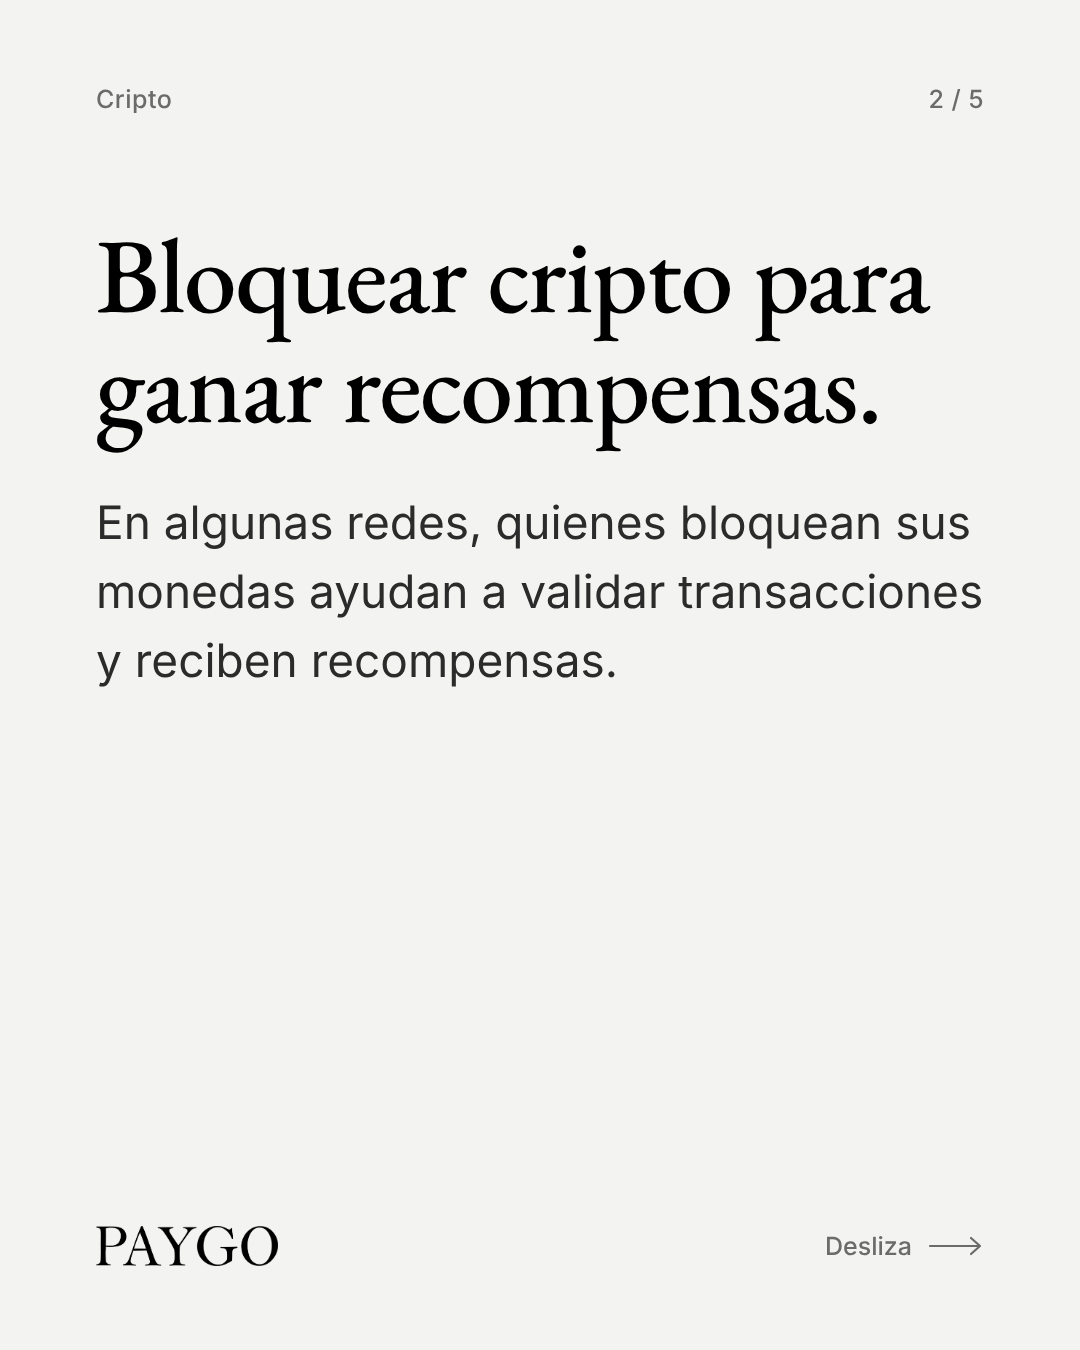 Cripto
2 / 5
Bloquear cripto para
ganar recompensas.
En algunas redes, quienes bloquean sus
monedas ayudan a validar transacciones
y reciben recompensas.
PAYGO
Desliza